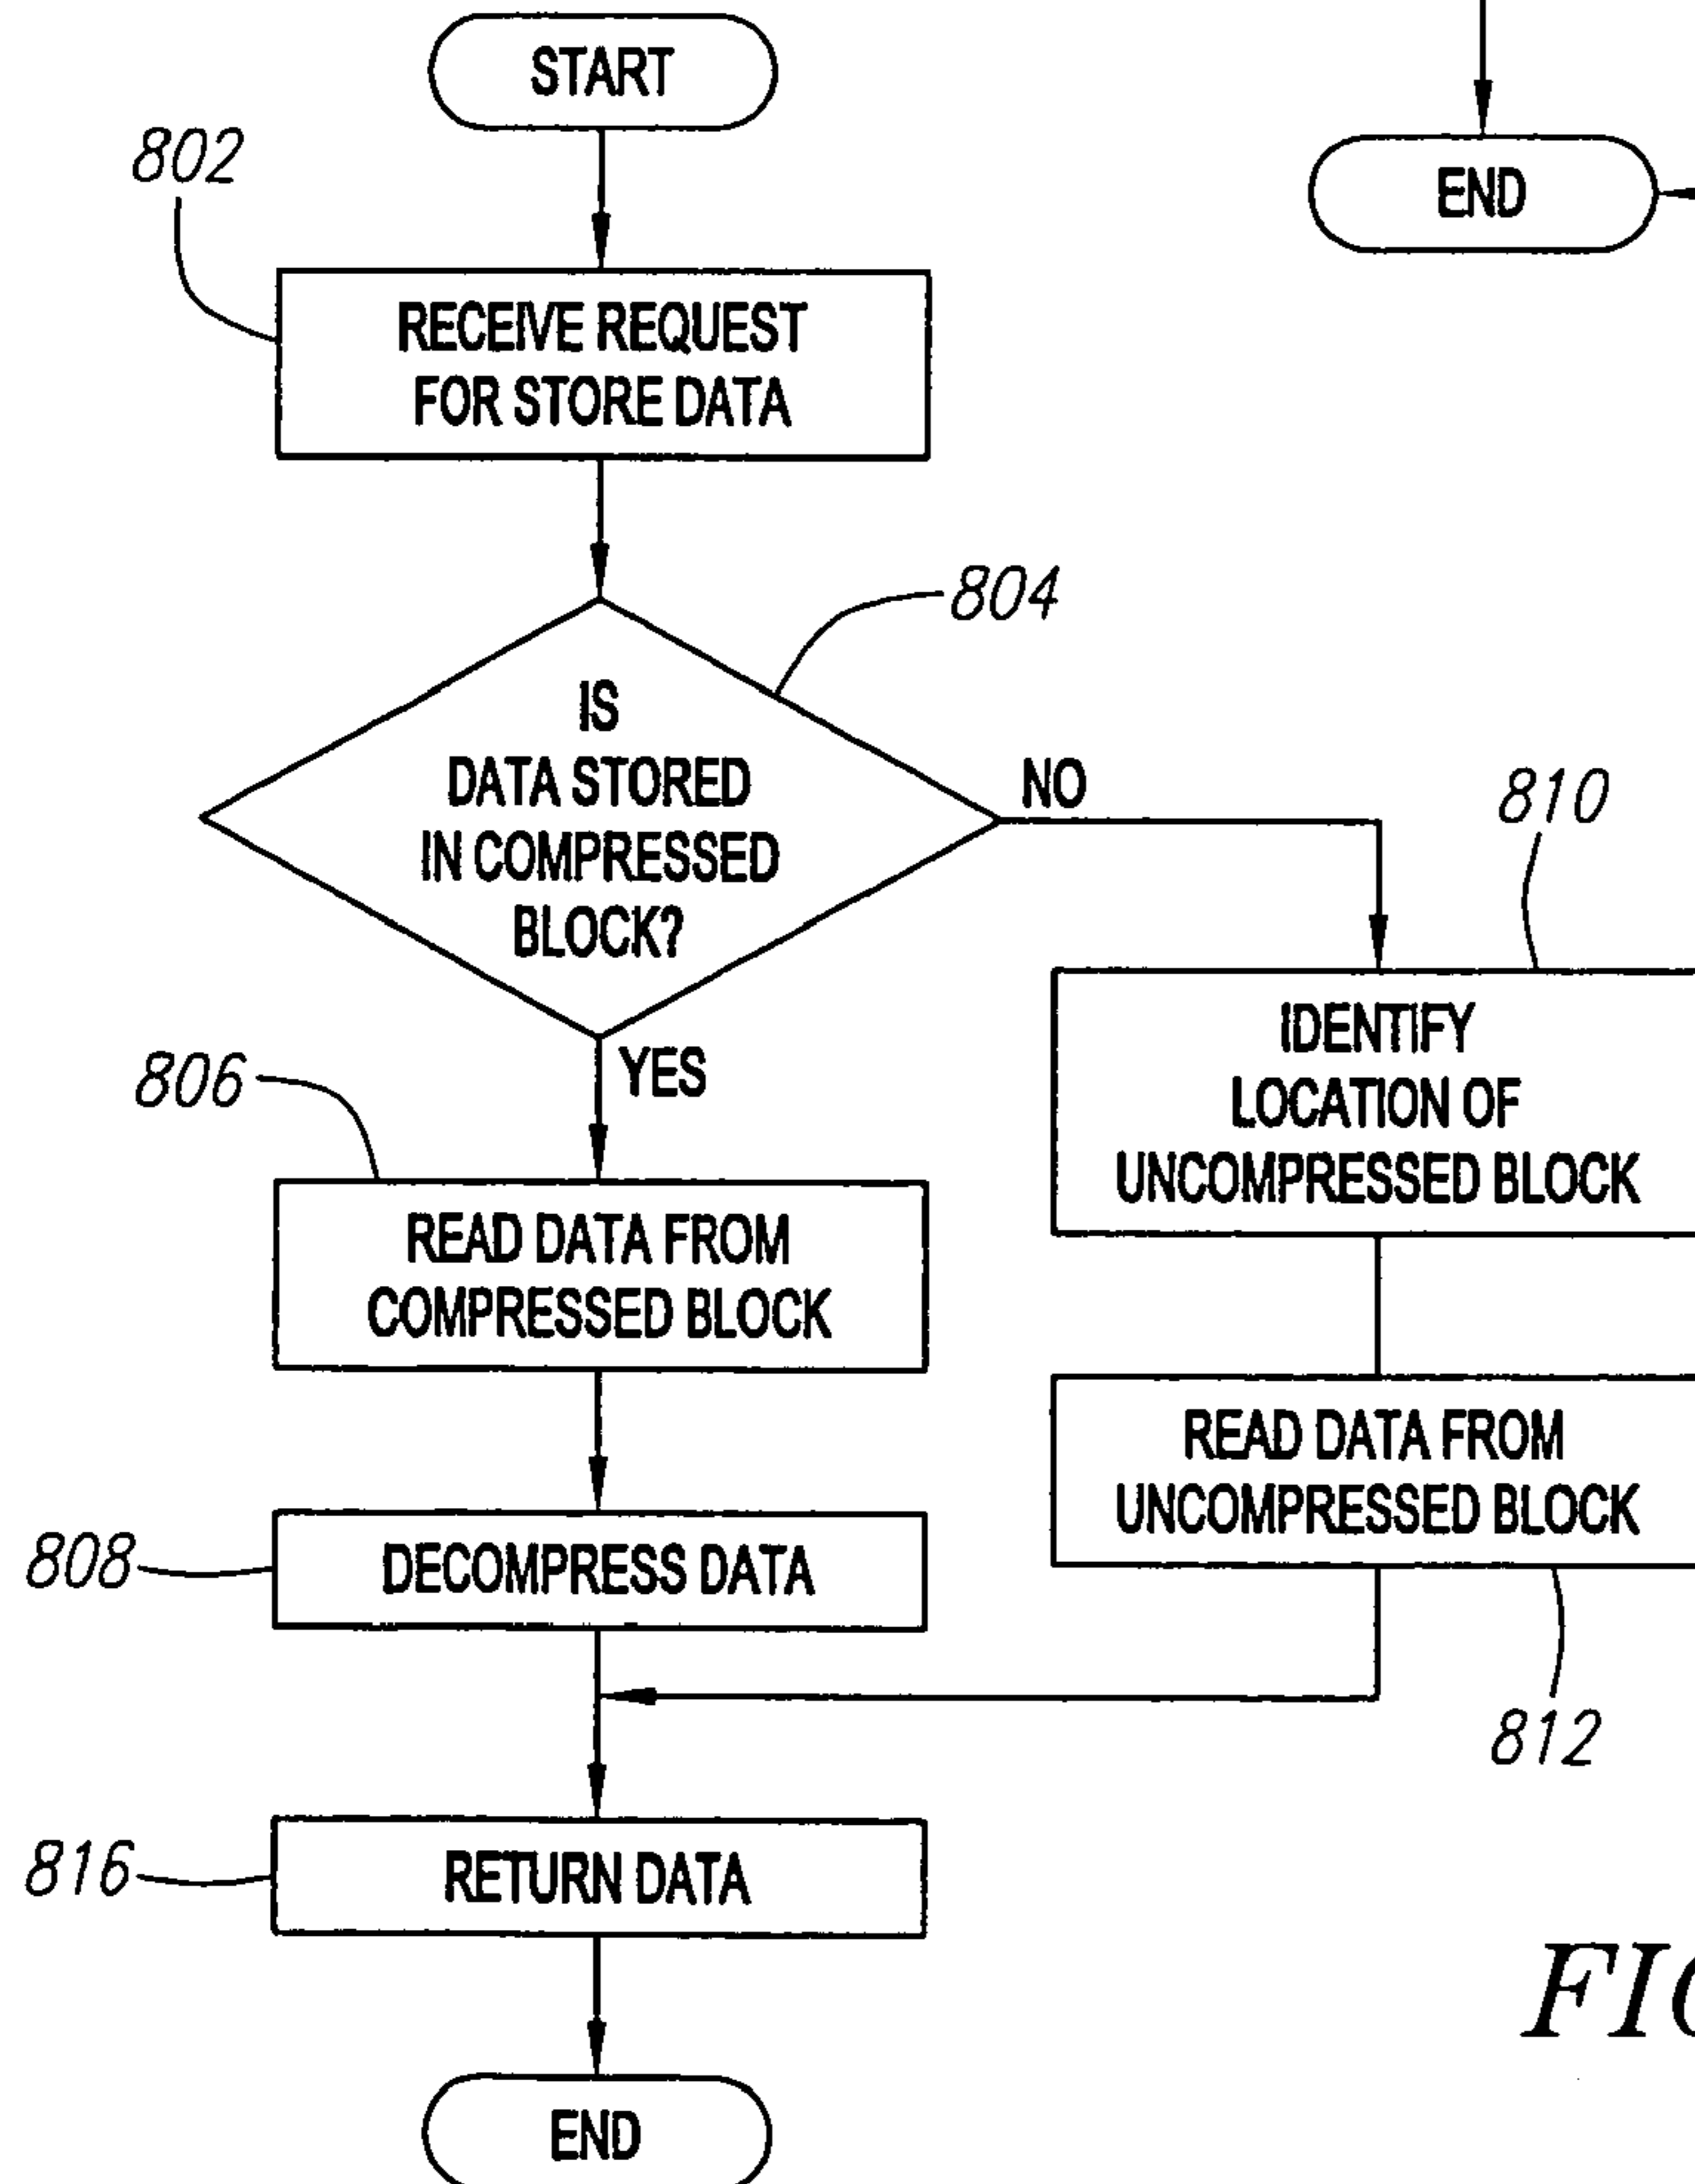 START
802
END
RECEIVE REQUEST
FOR STORE DATA
804
IS
DATA STORED
IN COMPRESSED
BLOCK?
NO
810
YES
806
IDENTIFY
LOCATION OF
UNCOMPRESSED BLOCK
READ DATA FROM
COMPRESSED BLOCK
READ DATA FROM
UNCOMPRESSED BLOCK
808
DECOMPRESS DATA
812
816
RETURN DATA
END